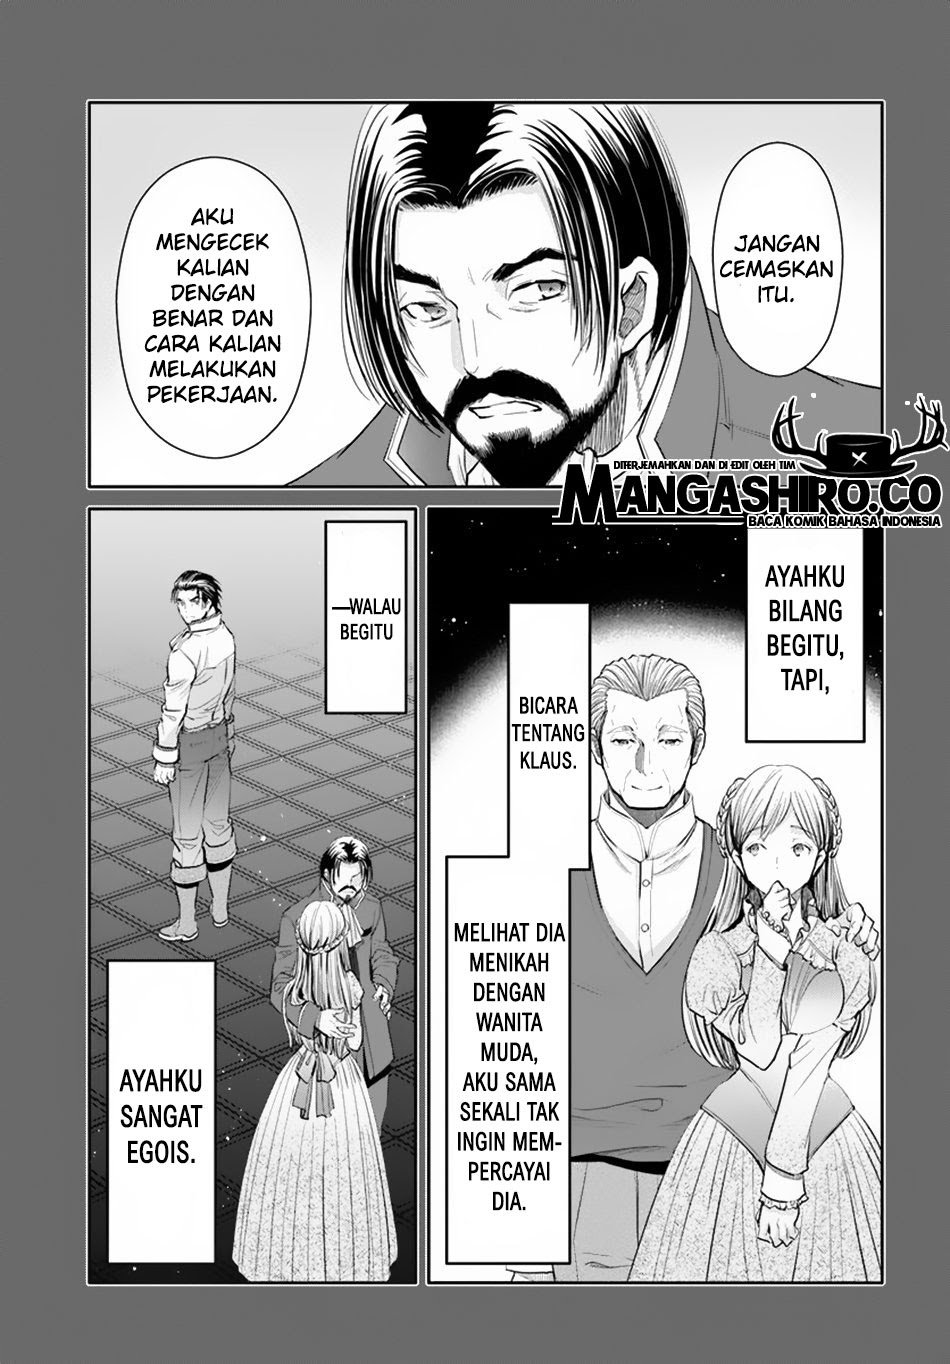 JANGAN
CEMASKAN
ITU.
AKU
MENGECEK
KALIAN
DENGAN
BENAR DAN
CARA KALIAN
MELAKUKAN
PEKERJAAN.
DITERJEMAHKAN DAN DI EDIT OLEH TIM
MANGASHIRO.CO
BACA KOMIK BAHASA INDONESIA
AYAHKU
BILANG
BEGITU,
TAPI,
BICARA
TENTANG
KLAUS.
MELIHAT DIA
MENIKAH
DENGAN
WANITA
MUDA,
AKU SAMA
SEKALI TAK
INGIN MEM-
PERCAYAI
DIA.
—WALAU
BEGITU
AYAHKU
SANGAT
EGOIS.